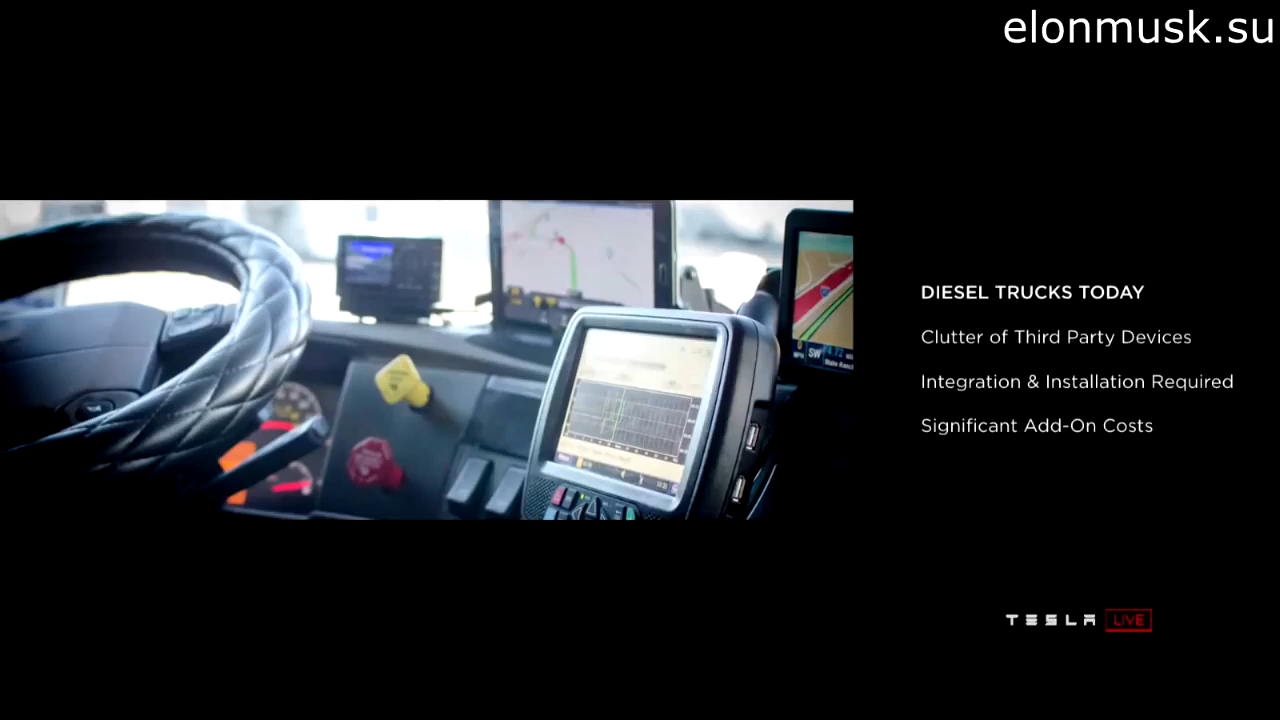 elonmusk.su
DIESEL TRUCKS TODAY
Clutter of Third Party Devices
Integration & Installation Required
Significant Add-On Costs
SW
TESLA LIVE